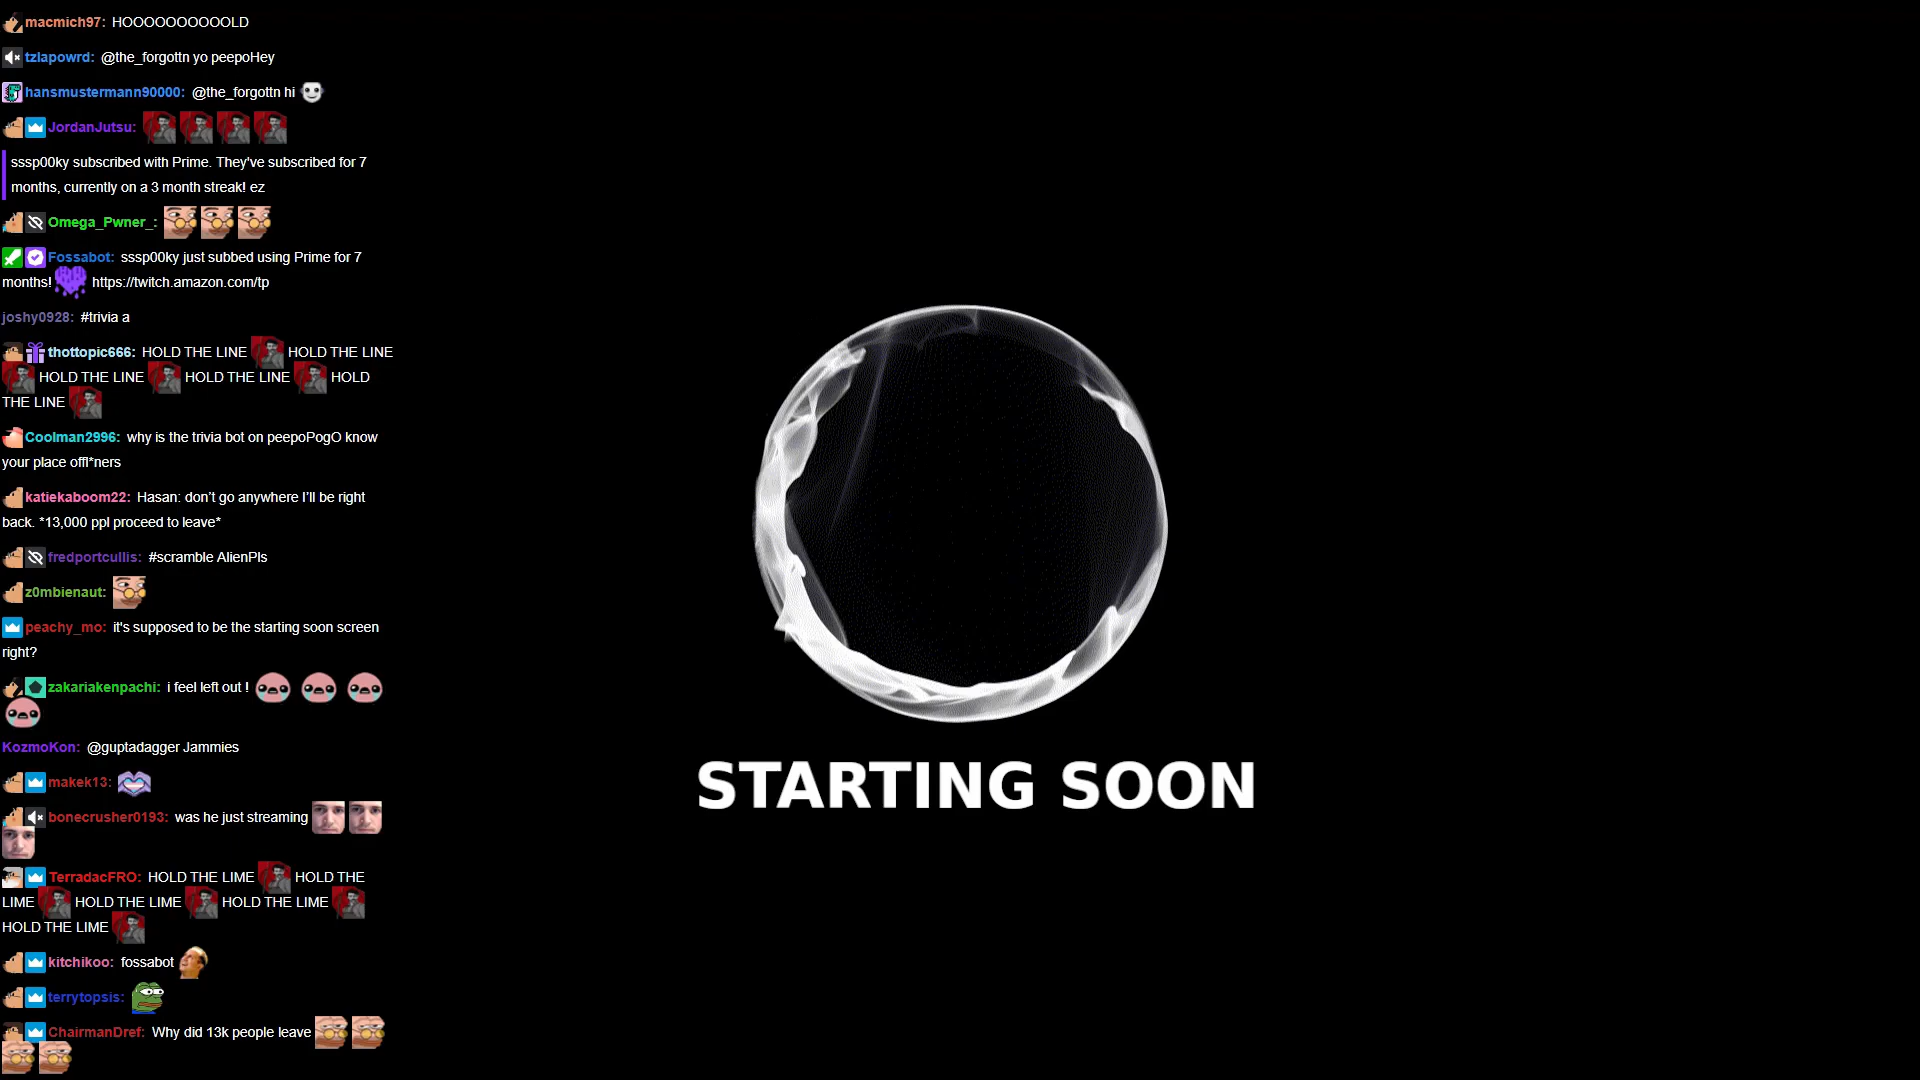 macmich97: HOOOOOOOOOOLD
tzlapowrd: @the_forgottn yo peepoHey
hansmustermann90000: @the_forgottn hi
JordanJutsu:
sssp00ky subscribed with Prime. They've subscribed for 7
months, currently on a 3 month streak! ez
Omega_Pwner_:
Fossabot: sssp00ky just subbed using Prime for 7
months! https://twitch.amazon.com/tp
joshy0928: #trivia a
thottopic666: HOLD THE LINE HOLD THE LINE
HOLD THE LINE HOLD THE LINE HOLD
THE LINE
Coolman2996: why is the trivia bot on peepoPogO know
your place offl*ners
katiekaboom22: Hasan: don’t go anywhere I’ll be right
back. *13,000 ppl proceed to leave*
fredportcullis: #scramble AlienPls
z0mbienaut:
peachy_mo: it's supposed to be the starting soon screen
right?
zakariakenpachi: i feel left out !
KozmoKon: @guptadagger Jammies
makek13:
bonecrusher0193: was he just streaming
TerradacFRO: HOLD THE LIME HOLD THE
LIME HOLD THE LIME HOLD THE LIME
HOLD THE LIME
kitchikoo: fossabot
terrytopsis:
ChairmanDref: Why did 13k people leave
STARTING SOON